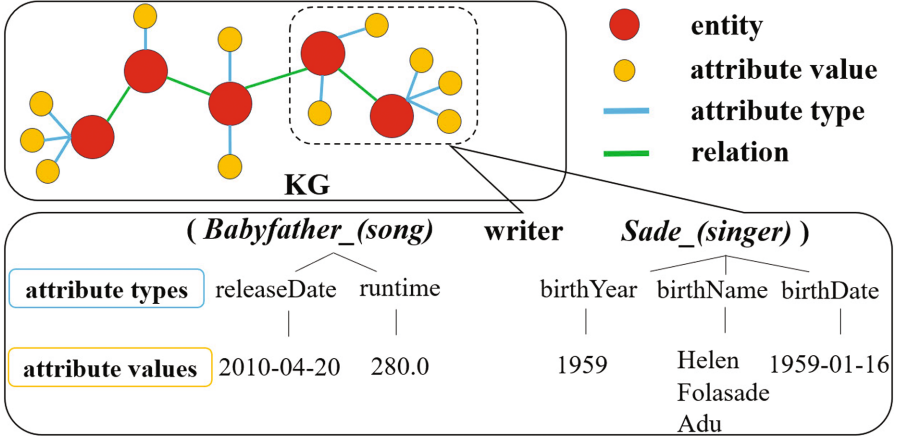 entity
attribute value
attribute type
relation
KG
( Babyfather_(song) writer Sade_(singer) )
attribute types releaseDate runtime birthYear birthName birthDate
attribute values 2010-04-20 280.0 1959 Helen 1959-01-16
Folasade
Adu